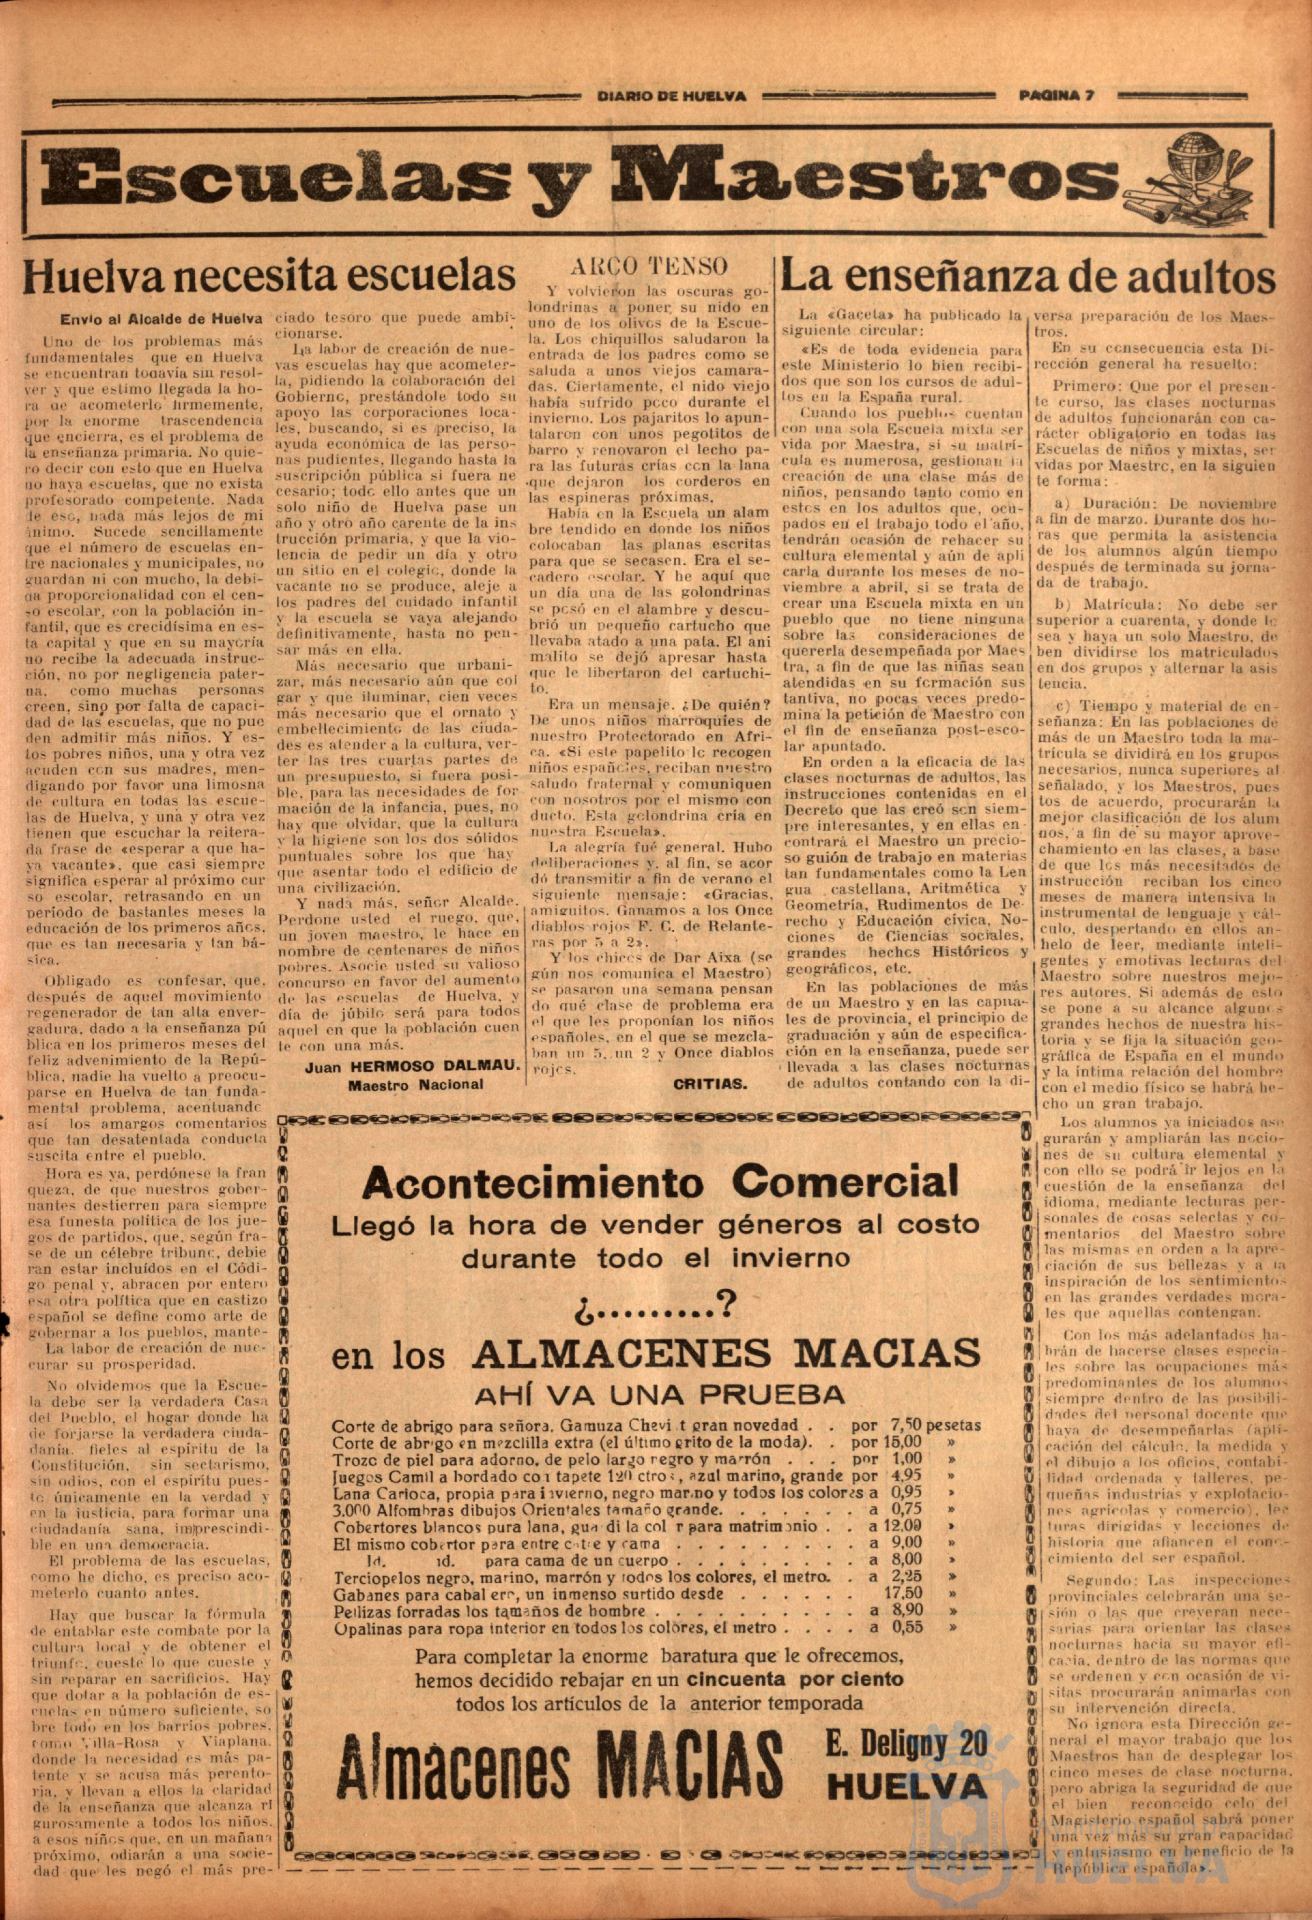 DIARIO DE HUELVA
PAGINA 7
Escuelas y Maestros
Huelva necesita escuelas
Envío al Alcalde de Huelva
Uno de los problemas más
fundamentales que en Huelva
se encuentran todavía sin resol-
ver y que estimo llegada la ho-
ra de acometerlo firmemente,
por la enorme trascendencia
que encierra, es el problema de
la enseñanza primaria. No quie-
ro decir con esto que en Huelva
no haya escuelas, que no exista
profesorado competente. Nada
de eso, nada más lejos de mi
ánimo. Sucede sencillamente
que el número de escuelas en-
tre nacionales y municipales, no
guardan ni con mucho, la debi-
da proporcionalidad con el cen-
so escolar, con la población in-
fantil, que es crecidísima en es-
ta capital y que en su mayoría
no recibe la adecuada instruc-
ción, no por negligencia pater-
na, como muchas personas
creen, sino por falta de capaci-
dad de las escuelas, que no pue
den admitir más niños. Y es-
tos pobres niños, una y otra vez
acuden con sus madres, men-
digando por favor una limosna
de cultura en todas las escue-
las de Huelva, y una y otra vez
tienen que escuchar la reitera-
da frase de «esperar a que ha-
ya vacante», que casi siempre
significa esperar al próximo cur
so escolar, retrasando en un
período de bastantes meses la
educación de los primeros años,
que es tan necesaria y tan bá-
sica.
Obligado es confesar, que,
después de aquel movimiento
regenerador de tan alta enver-
gadura, dado a la enseñanza pú
blica en los primeros meses del
feliz advenimiento de la Repú-
blica, nadie ha vuelto a preocu-
parse en Huelva de tan funda-
mental problema, acentuando
así los amargos comentarios
que tan desatentada conducta
suscita entre el pueblo.
Hora es ya, perdónese la fran
queza, de que nuestros gober-
nantes destierren para siempre
esa funesta política de los jue-
gos de partidos, que, según fra-
se de un célebre tribuno, debie
ran estar incluídos en el Códi-
go penal y, abracen por entero
esa otra política que en castizo
español se define como arte de
gobernar a los pueblos, mante-
La labor de creación de nue-
curar su prosperidad.
No olvidemos que la Escue-
la debe ser la verdadera Casa
del Pueblo, el hogar donde ha
de forjarse la verdadera ciuda-
danía, fieles al espíritu de la
Constitución, sin sectarismo,
sin odios, con el espíritu pues-
to únicamente en la verdad y
en la justicia, para formar una
ciudadanía sana, imprescindi-
ble en una democracia.
El problema de las escuelas,
como he dicho, es preciso aco-
meterlo cuanto antes.
Hay que buscar la fórmula
de entablar este combate por la
cultura local y de obtener el
triunfo, cueste lo que cueste y
sin reparar en sacrificios. Hay
que dotar a la población de es-
cuelas en número suficiente, so
bre todo en los barrios pobres,
como Villa-Rosa y Viaplana,
donde la necesidad es más pa-
tente y se acusa más perento-
ria, y llevan a ellos la claridad
de la enseñanza que alcanza ri
gurosamente a todos los niños,
a esos niños que, en un mañana
próximo, odiarán a una socie-
dad que les negó el más pre-
ciado tesoro que puede ambi-
cionarse.
La labor de creación de nue-
vas escuelas hay que acometer-
la, pidiendo la colaboración del
Gobierno, prestándole todo su
apoyo las corporaciones loca-
les, buscando, si es preciso, la
ayuda económica de las perso-
nas pudientes, llegando hasta la
suscripción pública si fuera ne
cesario; todo ello antes que un
solo niño de Huelva pase un
año y otro año carente de la ins
trucción primaria, y que la vio-
lencia de pedir un día y otro
un sitio en el colegio, donde la
vacante no se produce, aleje a
los padres del cuidado infantil
y la escuela se vaya alejando
definitivamente, hasta no pen-
sar más en ella.
Más necesario que urbani-
zar, más necesario aún que col
gar y que iluminar, cien veces
más necesario que el ornato y
embellecimiento de las ciuda-
des es atender a la cultura, ver-
ter las tres cuartas partes de
un presupuesto, si fuera posi-
ble, para las necesidades de for
mación de la infancia, pues, no
hay que olvidar, que la cultura
y la higiene son los dos sólidos
puntuales sobre los que hay
que asentar todo el edificio de
una civilización.
Y nada más, señor Alcalde.
Perdone usted el ruego, que,
un joven maestro, le hace en
nombre de centenares de niños
pobres. Asocie usted su valioso
concurso en favor del aumento
de las escuelas de Huelva, y
día de júbilo será para todos
aquel en que la población cuen
te con una más.
Juan HERMOSO DALMAU.
Maestro Nacional
ARCO TENSO
Y volvieron las oscuras go-
londrinas a poner su nido en
uno de los olivos de la Escue-
la. Los chiquillos saludaron la
entrada de los padres como se
saluda a unos viejos camara-
das. Ciertamente, el nido viejo
había sufrido poco durante el
invierno. Los pajaritos lo apun-
talaron con unos pegotitos de
barro y renovaron el lecho pa-
ra las futuras crías con la lana
que dejaron los corderos en
las espineras próximas.
Había en la Escuela un alam
bre tendido en donde los niños
colocaban las planas escritas
para que se secasen. Era el se-
cadero escolar. Y he aquí que
un día una de las golondrinas
se posó en el alambre y descu-
brió un pequeño cartucho que
llevaba atado a una pata. El ani
malito se dejó apresar hasta
que le libertaron del cartuchi-
to.
Era un mensaje. ¿De quién?
De unos niños marroquíes de
nuestro Protectorado en Afri-
ca. «Si este papelito lo recogen
niños españoles, reciban nuestro
saludo fraternal y comuniquen
con nosotros por el mismo con
ducto. Esta golondrina cría en
nuestra Escuela».
La alegría fué general. Hubo
deliberaciones y, al fin, se acor
dó transmitir a fin de verano el
siguiente mensaje: «Gracias,
amiguitos. Ganamos a los Once
diablos rojos F. C. de Relante-
ras por 5 a 2».
Y los chicos de Dar Aixa (se
gún nos comunica el Maestro)
se pasaron una semana pensan
do qué clase de problema era
el que les proponían los niños
españoles, en el que se mezcla-
ban un 5, un 2 y Once diablos
rojos.
CRITIAS.
La enseñanza de adultos
La «Gaceta» ha publicado la
siguiente circular:
«Es de toda evidencia para
este Ministerio lo bien recibi-
dos que son los cursos de adul-
tos en la España rural.
Cuando los pueblos cuentan
con una sola Escuela mixta ser
vida por Maestra, si su matrí-
cula es numerosa, gestionan la
creación de una clase más de
niños, pensando tanto como en
estos en los adultos que, ocu-
pados en el trabajo todo el año,
tendrán ocasión de rehacer su
cultura elemental y aún de apli
carla durante los meses de no-
viembre a abril, si se trata de
crear una Escuela mixta en un
pueblo que no tiene ninguna
sobre las consideraciones de
quererla desempeñada por Maes
tra, a fin de que las niñas sean
atendidas en su formación sus
tantiva, no pocas veces predo-
mina la petición de Maestro con
el fin de enseñanza post-esco-
lar apuntado.
En orden a la eficacia de las
clases nocturnas de adultos, las
instrucciones contenidas en el
Decreto que las creó son siem-
pre interesantes, y en ellas en-
contrará el Maestro un precio-
so guión de trabajo en materias
tan fundamentales como la Len
gua castellana, Aritmética y
Geometría, Rudimentos de De-
recho y Educación cívica, No-
ciones de Ciencias sociales,
grandes hechos Históricos y
geográficos, etc.
En las poblaciones de más
de un Maestro y en las capita-
les de provincia, el principio de
graduación y aún de especifica-
ción en la enseñanza, puede ser
llevada a las clases nocturnas
de adultos contando con la di-
versa preparación de los Maes-
tros.
En su consecuencia esta Di-
rección general ha resuelto:
Primero: Que por el presen-
te curso, las clases nocturnas
de adultos funcionarán con ca-
rácter obligatorio en todas las
Escuelas de niños y mixtas, ser
vidas por Maestro, en la siguien
te forma:
a) Duración: De noviembre
a fin de marzo. Durante dos ho-
ras que permita la asistencia
de los alumnos algún tiempo
después de terminada su jorna-
da de trabajo.
b) Matrícula: No debe ser
superior a cuarenta, y donde lo
sea y haya un solo Maestro, de
ben dividirse los matriculados
en dos grupos y alternar la asis
tencia.
c) Tiempo y material de en-
señanza: En las poblaciones de
más de un Maestro toda la ma-
trícula se dividirá en los grupos
necesarios, nunca superiores al
señalado, y los Maestros, pues
tos de acuerdo, procurarán la
mejor clasificación de los alum
nos, a fin de su mayor aprove-
chamiento en las clases, a base
de que los más necesitados de
instrucción reciban los cinco
meses de manera intensiva la
instrumental de lenguaje y cál-
culo, despertando en ellos an-
helo de leer, mediante inteli-
gentes y emotivas lecturas del
Maestro sobre nuestros mejo-
res autores. Si además de esto
se pone a su alcance algunos
grandes hechos de nuestra his-
toria y se fija la situación geo-
gráfica de España en el mundo
y la íntima relación del hombre
con el medio físico se habrá he-
cho un gran trabajo.
Los alumnos ya iniciados ase
gurarán y ampliarán las nocio-
nes de su cultura elemental y
con ello se podrá ir lejos en la
cuestión de la enseñanza del
idioma, mediante lecturas per-
sonales de cosas selectas y co-
mentarios del Maestro sobre
las mismas en orden a la apre-
ciación de sus bellezas y a la
inspiración de los sentimientos
en las grandes verdades mora-
les que aquellas contengan.
Con los más adelantados ha-
brán de hacerse clases especia-
les sobre las ocupaciones más
predominantes de los alumnos
siempre dentro de las posibili-
dades del personal docente que
haya de desempeñarlas (apli-
cación del cálculo, la medida y
el dibujo a los oficios, contabi-
lidad ordenada y talleres, pe-
queñas industrias y explotacio-
nes agrícolas y comercio), lec
turas dirigidas y lecciones de
historia que afiancen el cono-
cimiento del ser español.
Segundo: Las inspecciones
provinciales celebrarán una se-
sión o las que creyeran nece-
sarias para orientar las clases
nocturnas hacia su mayor efi-
cacia, dentro de las normas que
se ordenen y con ocasión de vi-
sitas procurarán animarlas con
su intervención directa.
No ignora esta Dirección ge-
neral el mayor trabajo que los
Maestros han de desplegar los
cinco meses de clase nocturna,
pero abriga la seguridad de que
el bien reconocido celo del
Magisterio español sabrá poner
una vez más su gran capacidad
y entusiasmo en beneficio de la
República española».
Acontecimiento Comercial
Llegó la hora de vender géneros al costo
durante todo el invierno
¿.........?
en los ALMACENES MACIAS
AHÍ VA UNA PRUEBA
Corte de abrigo para señora, Gamuza Chevi t gran novedad . . por 7,50 pesetas
Corte de abrigo en mezclilla extra (el último grito de la moda). . por 15,00 »
Trozo de piel para adorno, de pelo largo negro y marrón . . . por 1,00 »
Juegos Camilla bordado con tapete 120 ctros, azul marino, grande por 4,95 »
Lana Carioca, propia para invierno, negro marino y todos los colores a 0,95 »
3.000 Alfombras dibujos Orientales tamaño grande. . . . . . . a 0,75 »
Cobertores blancos pura lana, guarda la color para matrimonio . . a 12,00 »
El mismo cobertor para entre catre y cama . . . . . . . . . a 9,00 »
Id. id. para cama de un cuerpo . . . . . . . . . a 8,00 »
Terciopelos negro, marino, marrón y todos los colores, el metro. . a 2,25 »
Gabanes para caballero, un inmenso surtido desde . . . . . . 17,50 »
Pellizas forradas los tamaños de hombre . . . . . . . . . . a 8,90 »
Opalinas para ropa interior en todos los colores, el metro . . . . a 0,55 »
Para completar la enorme baratura que le ofrecemos,
hemos decidido rebajar en un cincuenta por ciento
todos los artículos de la anterior temporada
Almacenes MACIAS
E. Deligny 20
HUELVA
HUELVA